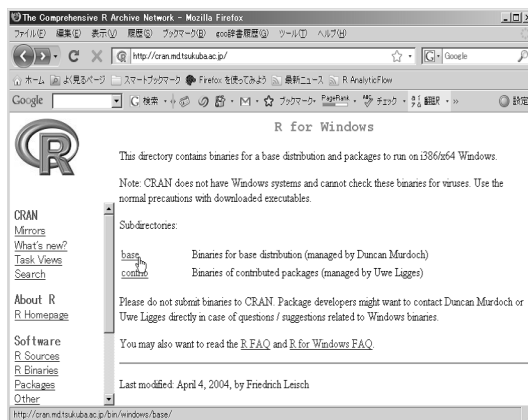 The Comprehensive R Archive Network - Mozilla Firefox
ファイル(F) 編集(E) 表示(V) 履歴(S) ブックマーク(B) goo辞書履歴(G) ツール(T) ヘルプ(H)
http://cran.md.tsukuba.ac.jp/
Google
ホーム よく見るページ スマートブックマーク Firefox を使ってみよう 最新ニュース R AnalyticFlow
Google 検索 ブックマーク PageRank チェック 翻訳 » 設定
R for Windows
This directory contains binaries for a base distribution and packages to run on i386/x64 Windows.
Note: CRAN does not have Windows systems and cannot check these binaries for viruses. Use the
normal precautions with downloaded executables.
Subdirectories:
base Binaries for base distribution (managed by Duncan Murdoch)
contrib Binaries of contributed packages (managed by Uwe Ligges)
Please do not submit binaries to CRAN. Package developers might want to contact Duncan Murdoch or
Uwe Ligges directly in case of questions / suggestions related to Windows binaries.
You may also want to read the R FAQ and R for Windows FAQ.
Last modified: April 4, 2004, by Friedrich Leisch
R
CRAN
Mirrors
What's new?
Task Views
Search
About R
R Homepage
Software
R Sources
R Binaries
Packages
Other
http://cran.md.tsukuba.ac.jp/bin/windows/base/